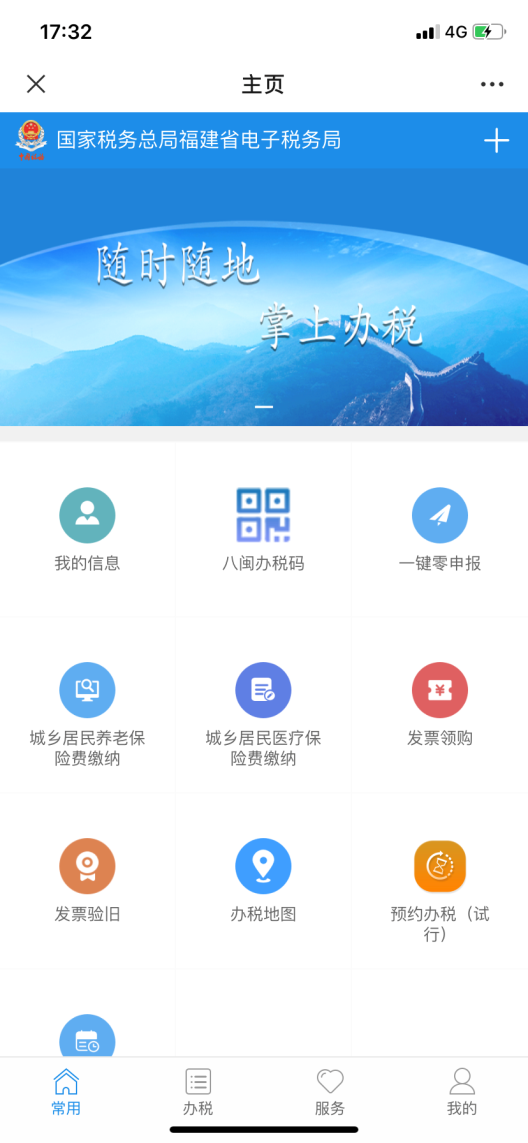 17:32
4G
主页
国家税务总局福建省电子税务局
随时随地
掌上办税
我的信息
八闽办税码
一键零申报
城乡居民养老保
险费缴纳
城乡居民医疗保
险费缴纳
发票领购
发票验旧
办税地图
预约办税（试
行）
常用
办税
服务
我的